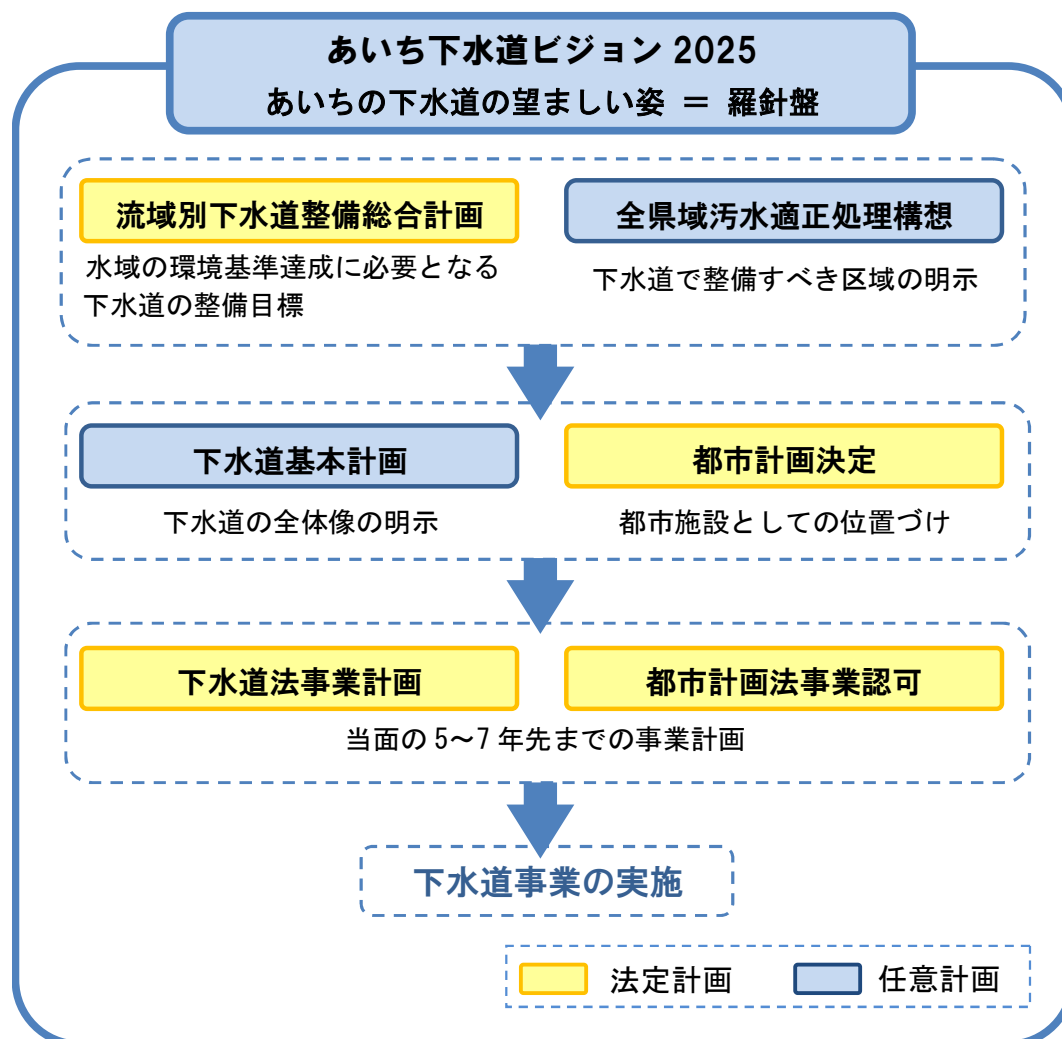 あいち下水道ビジョン 2025
あいちの下水道の望ましい姿 ＝ 羅針盤
流域別下水道整備総合計画
水域の環境基準達成に必要となる
下水道の整備目標
全県域汚水適正処理構想
下水道で整備すべき区域の明示
下水道基本計画
下水道の全体像の明示
都市計画決定
都市施設としての位置づけ
下水道法事業計画
都市計画法事業認可
当面の 5～7 年先までの事業計画
下水道事業の実施
法定計画
任意計画